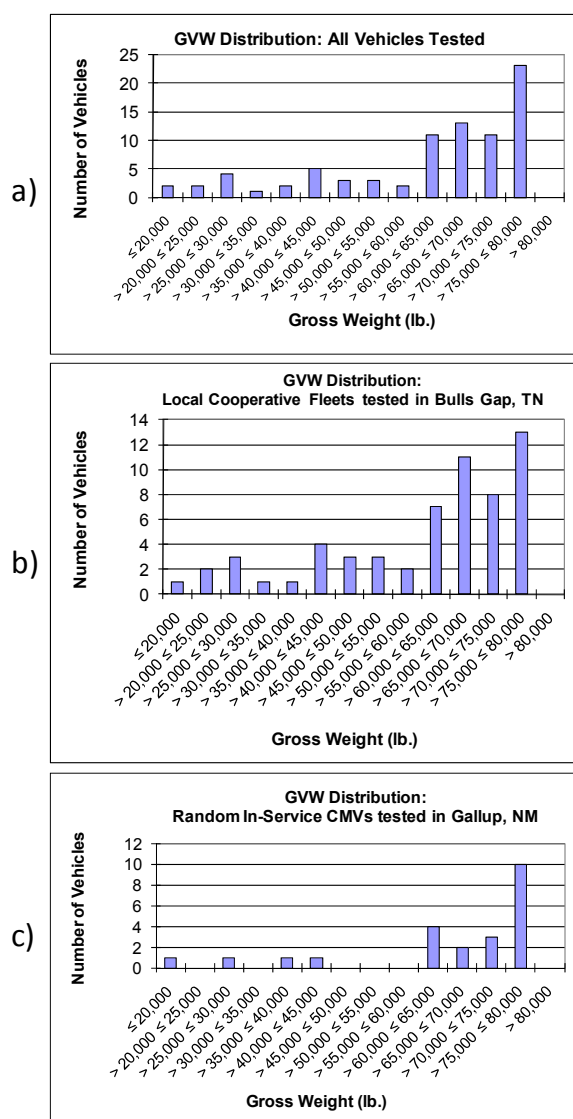 a)
GVW Distribution: All Vehicles Tested
Number of Vehicles
25
20
15
10
5
0
≤ 20,000
> 20,000 ≤ 25,000
> 25,000 ≤ 30,000
> 30,000 ≤ 35,000
> 35,000 ≤ 40,000
> 40,000 ≤ 45,000
> 45,000 ≤ 50,000
> 50,000 ≤ 55,000
> 55,000 ≤ 60,000
> 60,000 ≤ 65,000
> 65,000 ≤ 70,000
> 70,000 ≤ 75,000
> 75,000 ≤ 80,000
> 80,000
Gross Weight (lb.)
b)
GVW Distribution:
Local Cooperative Fleets tested in Bulls Gap, TN
Number of Vehicles
14
12
10
8
6
4
2
0
≤ 20,000
> 20,000 ≤ 25,000
> 25,000 ≤ 30,000
> 30,000 ≤ 35,000
> 35,000 ≤ 40,000
> 40,000 ≤ 45,000
> 45,000 ≤ 50,000
> 50,000 ≤ 55,000
> 55,000 ≤ 60,000
> 60,000 ≤ 65,000
> 65,000 ≤ 70,000
> 70,000 ≤ 75,000
> 75,000 ≤ 80,000
> 80,000
Gross Weight (lb.)
c)
GVW Distribution:
Random In-Service CMVs tested in Gallup, NM
Number of Vehicles
12
10
8
6
4
2
0
≤ 20,000
> 20,000 ≤ 25,000
> 25,000 ≤ 30,000
> 30,000 ≤ 35,000
> 35,000 ≤ 40,000
> 40,000 ≤ 45,000
> 45,000 ≤ 50,000
> 50,000 ≤ 55,000
> 55,000 ≤ 60,000
> 60,000 ≤ 65,000
> 65,000 ≤ 70,000
> 70,000 ≤ 75,000
> 75,000 ≤ 80,000
> 80,000
Gross Weight (lb.)